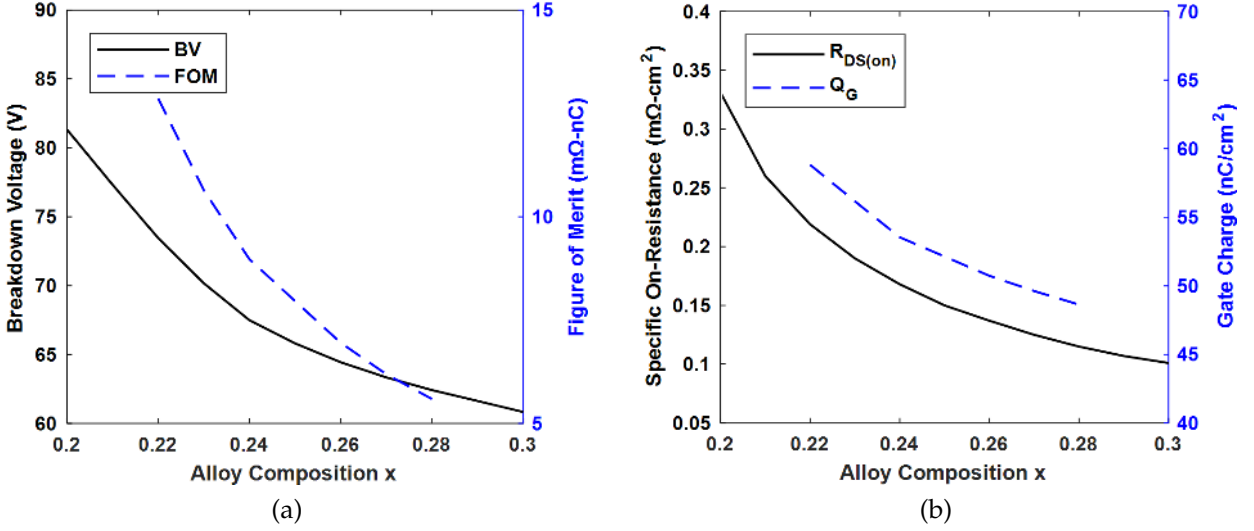 90
85
80
75
70
65
60
Breakdown Voltage (V)
BV
FOM
15
10
5
Figure of Merit (mΩ-nC)
0.2 0.22 0.24 0.26 0.28 0.3
Alloy Composition x
(a)
0.4
0.35
0.3
0.25
0.2
0.15
0.1
0.05
Specific On-Resistance (mΩ-cm²)
R_DS(on)
Q_G
70
65
60
55
50
45
40
Gate Charge (nC/cm²)
0.2 0.22 0.24 0.26 0.28 0.3
Alloy Composition x
(b)